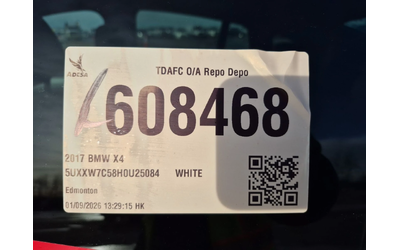 ADESA
TDAFC O/A Repo Depo
608468
2017 BMW X4
5UXXW7C58H0U25084 WHITE
Edmonton
01/09/2026 13:29:15 HK